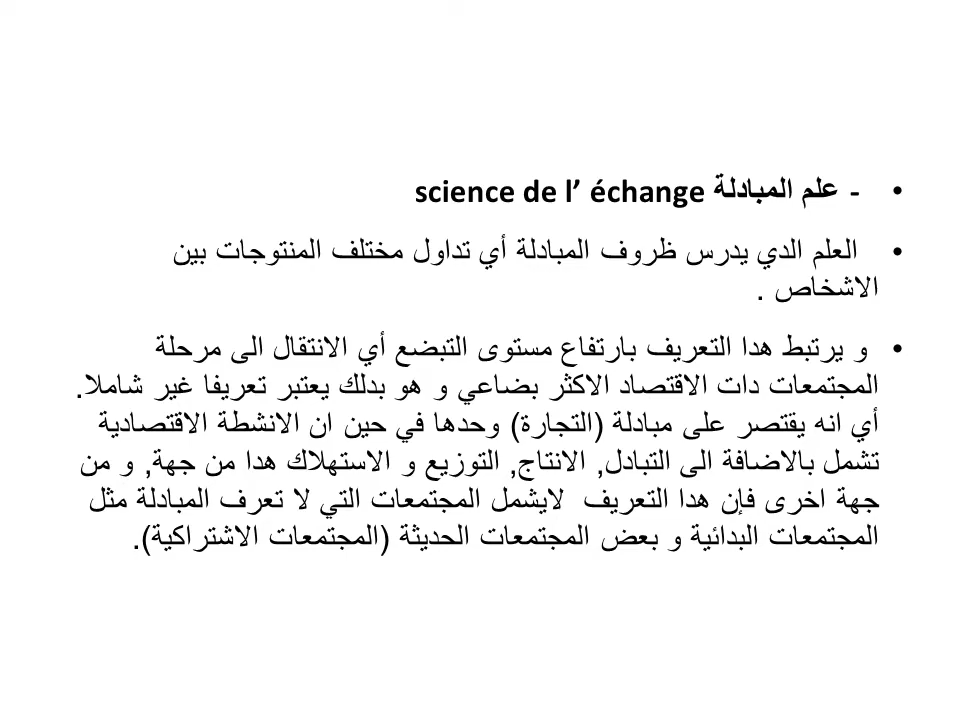 • - علم المبادلة science de l’ échange
• العلم الدي يدرس ظروف المبادلة أي تداول مختلف المنتوجات بين
الاشخاص .
• و يرتبط هدا التعريف بارتفاع مستوى التبضع أي الانتقال الى مرحلة
المجتمعات دات الاقتصاد الاكثر بضاعي و هو بدلك يعتبر تعريفا غير شاملا.
أي انه يقتصر على مبادلة (التجارة) وحدها في حين ان الانشطة الاقتصادية
تشمل بالاضافة الى التبادل, الانتاج, التوزيع و الاستهلاك هدا من جهة, و من
جهة اخرى فإن هدا التعريف لايشمل المجتمعات التي لا تعرف المبادلة مثل
المجتمعات البدائية و بعض المجتمعات الحديثة (المجتمعات الاشتراكية).